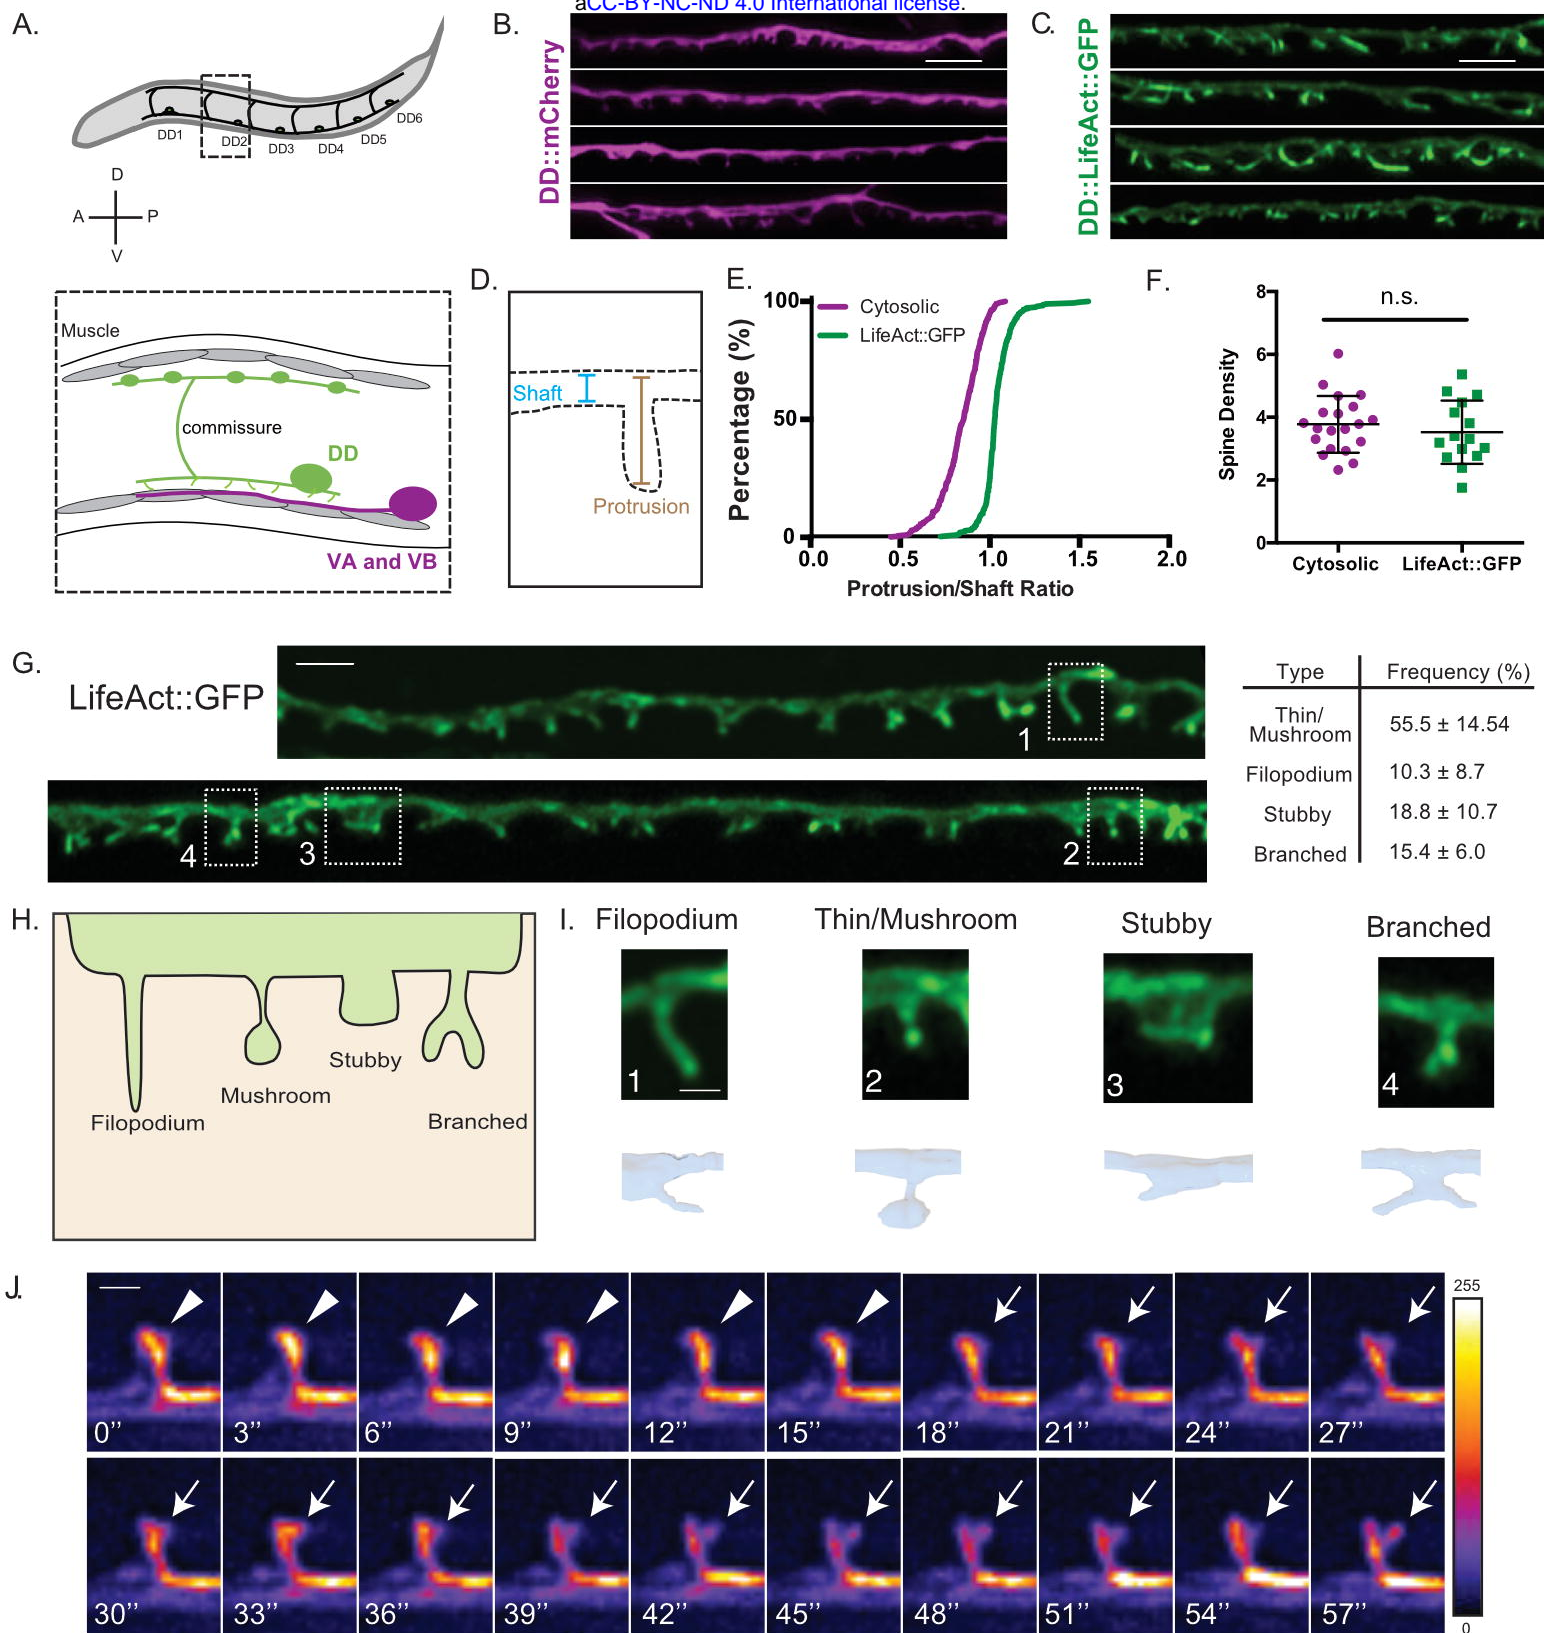 aCC-BY-NC-ND 4.0 International license.
A.
DD1
DD2
DD3
DD4
DD5
DD6
D
A
P
V
Muscle
commissure
DD
VA and VB
B.
DD::mCherry
C.
DD::LifeAct::GFP
D.
Shaft
Protrusion
E.
Percentage (%)
100
50
0
Cytosolic
LifeAct::GFP
0.0 0.5 1.0 1.5 2.0
Protrusion/Shaft Ratio
F.
n.s.
Spine Density
8
6
4
2
0
Cytosolic LifeAct::GFP
G.
LifeAct::GFP
1
4
3
2
Type Frequency (%)
Thin/
Mushroom 55.5 ± 14.54
Filopodium 10.3 ± 8.7
Stubby 18.8 ± 10.7
Branched 15.4 ± 6.0
H.
Filopodium
Mushroom
Stubby
Branched
I.
Filopodium Thin/Mushroom Stubby Branched
1 2 3 4
J.
0’’ 3’’ 6’’ 9’’ 12’’ 15’’ 18’’ 21’’ 24’’ 27’’
30’’ 33’’ 36’’ 39’’ 42’’ 45’’ 48’’ 51’’ 54’’ 57’’
255
0